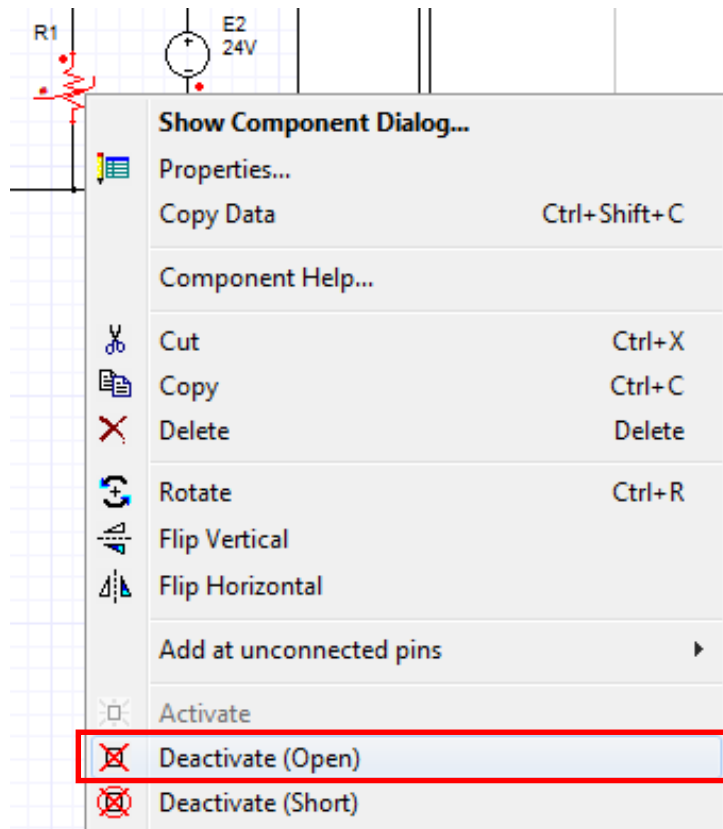 R1
E2
24V
Show Component Dialog...
Properties...
Copy Data Ctrl+Shift+C
Component Help...
Cut Ctrl+X
Copy Ctrl+C
Delete Delete
Rotate Ctrl+R
Flip Vertical
Flip Horizontal
Add at unconnected pins
Activate
Deactivate (Open)
Deactivate (Short)